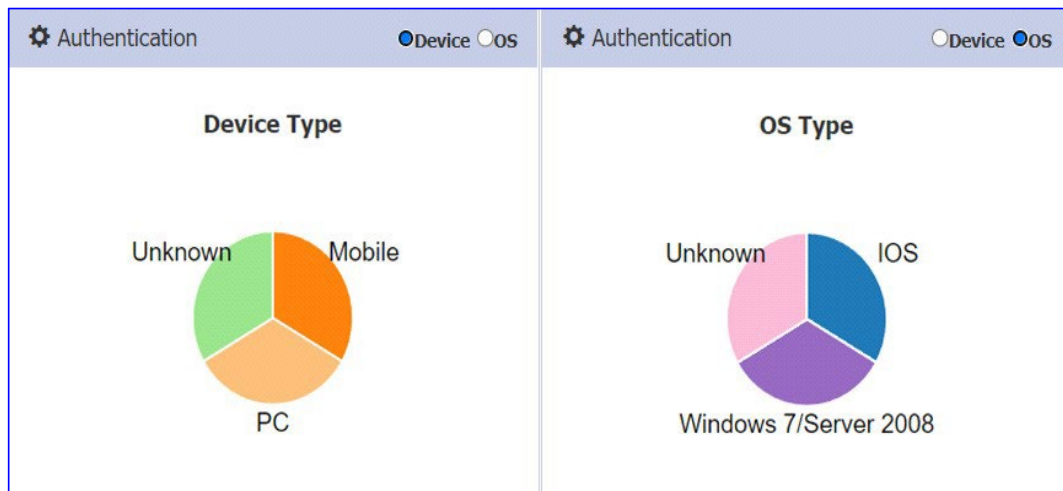 Authentication
Device OS
Device Type
Unknown
Mobile
PC
Authentication
Device OS
OS Type
Unknown
IOS
Windows 7/Server 2008